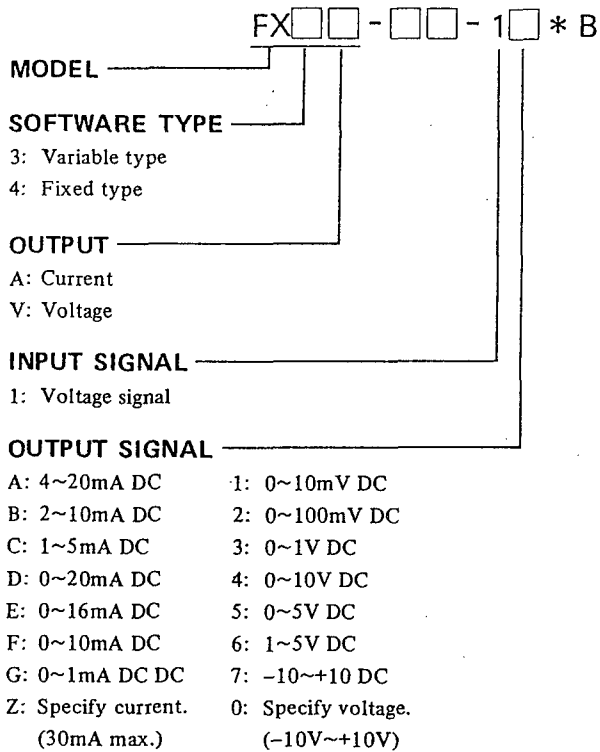 FX□□-□□-1□*B
MODEL
SOFTWARE TYPE
3: Variable type
4: Fixed type
OUTPUT
A: Current
V: Voltage
INPUT SIGNAL
1: Voltage signal
OUTPUT SIGNAL
A: 4~20mA DC 1: 0~10mV DC
B: 2~10mA DC 2: 0~100mV DC
C: 1~5mA DC 3: 0~1V DC
D: 0~20mA DC 4: 0~10V DC
E: 0~16mA DC 5: 0~5V DC
F: 0~10mA DC 6: 1~5V DC
G: 0~1mA DC DC 7: −10~+10 DC
Z: Specify current. 0: Specify voltage.
(30mA max.) (−10V~+10V)